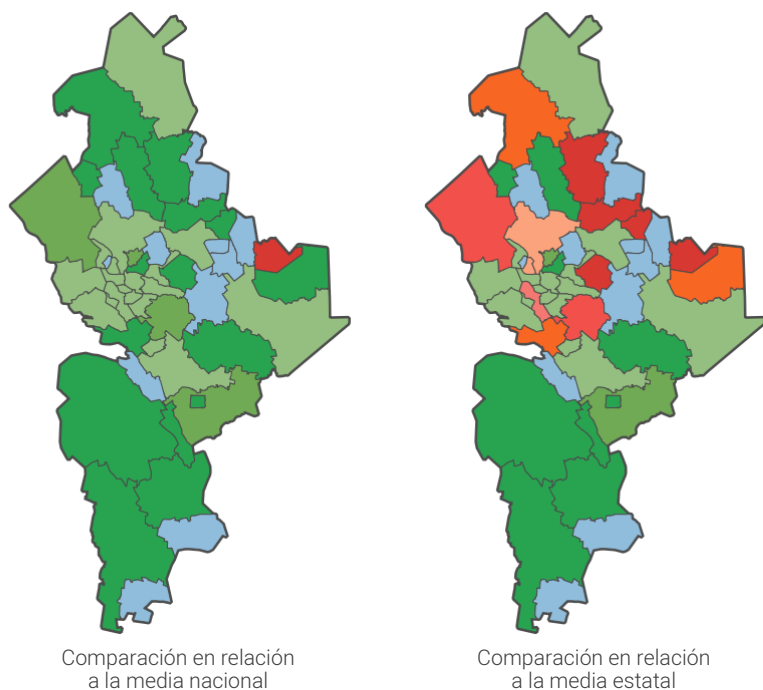 Comparación en relación
a la media nacional
Comparación en relación
a la media estatal